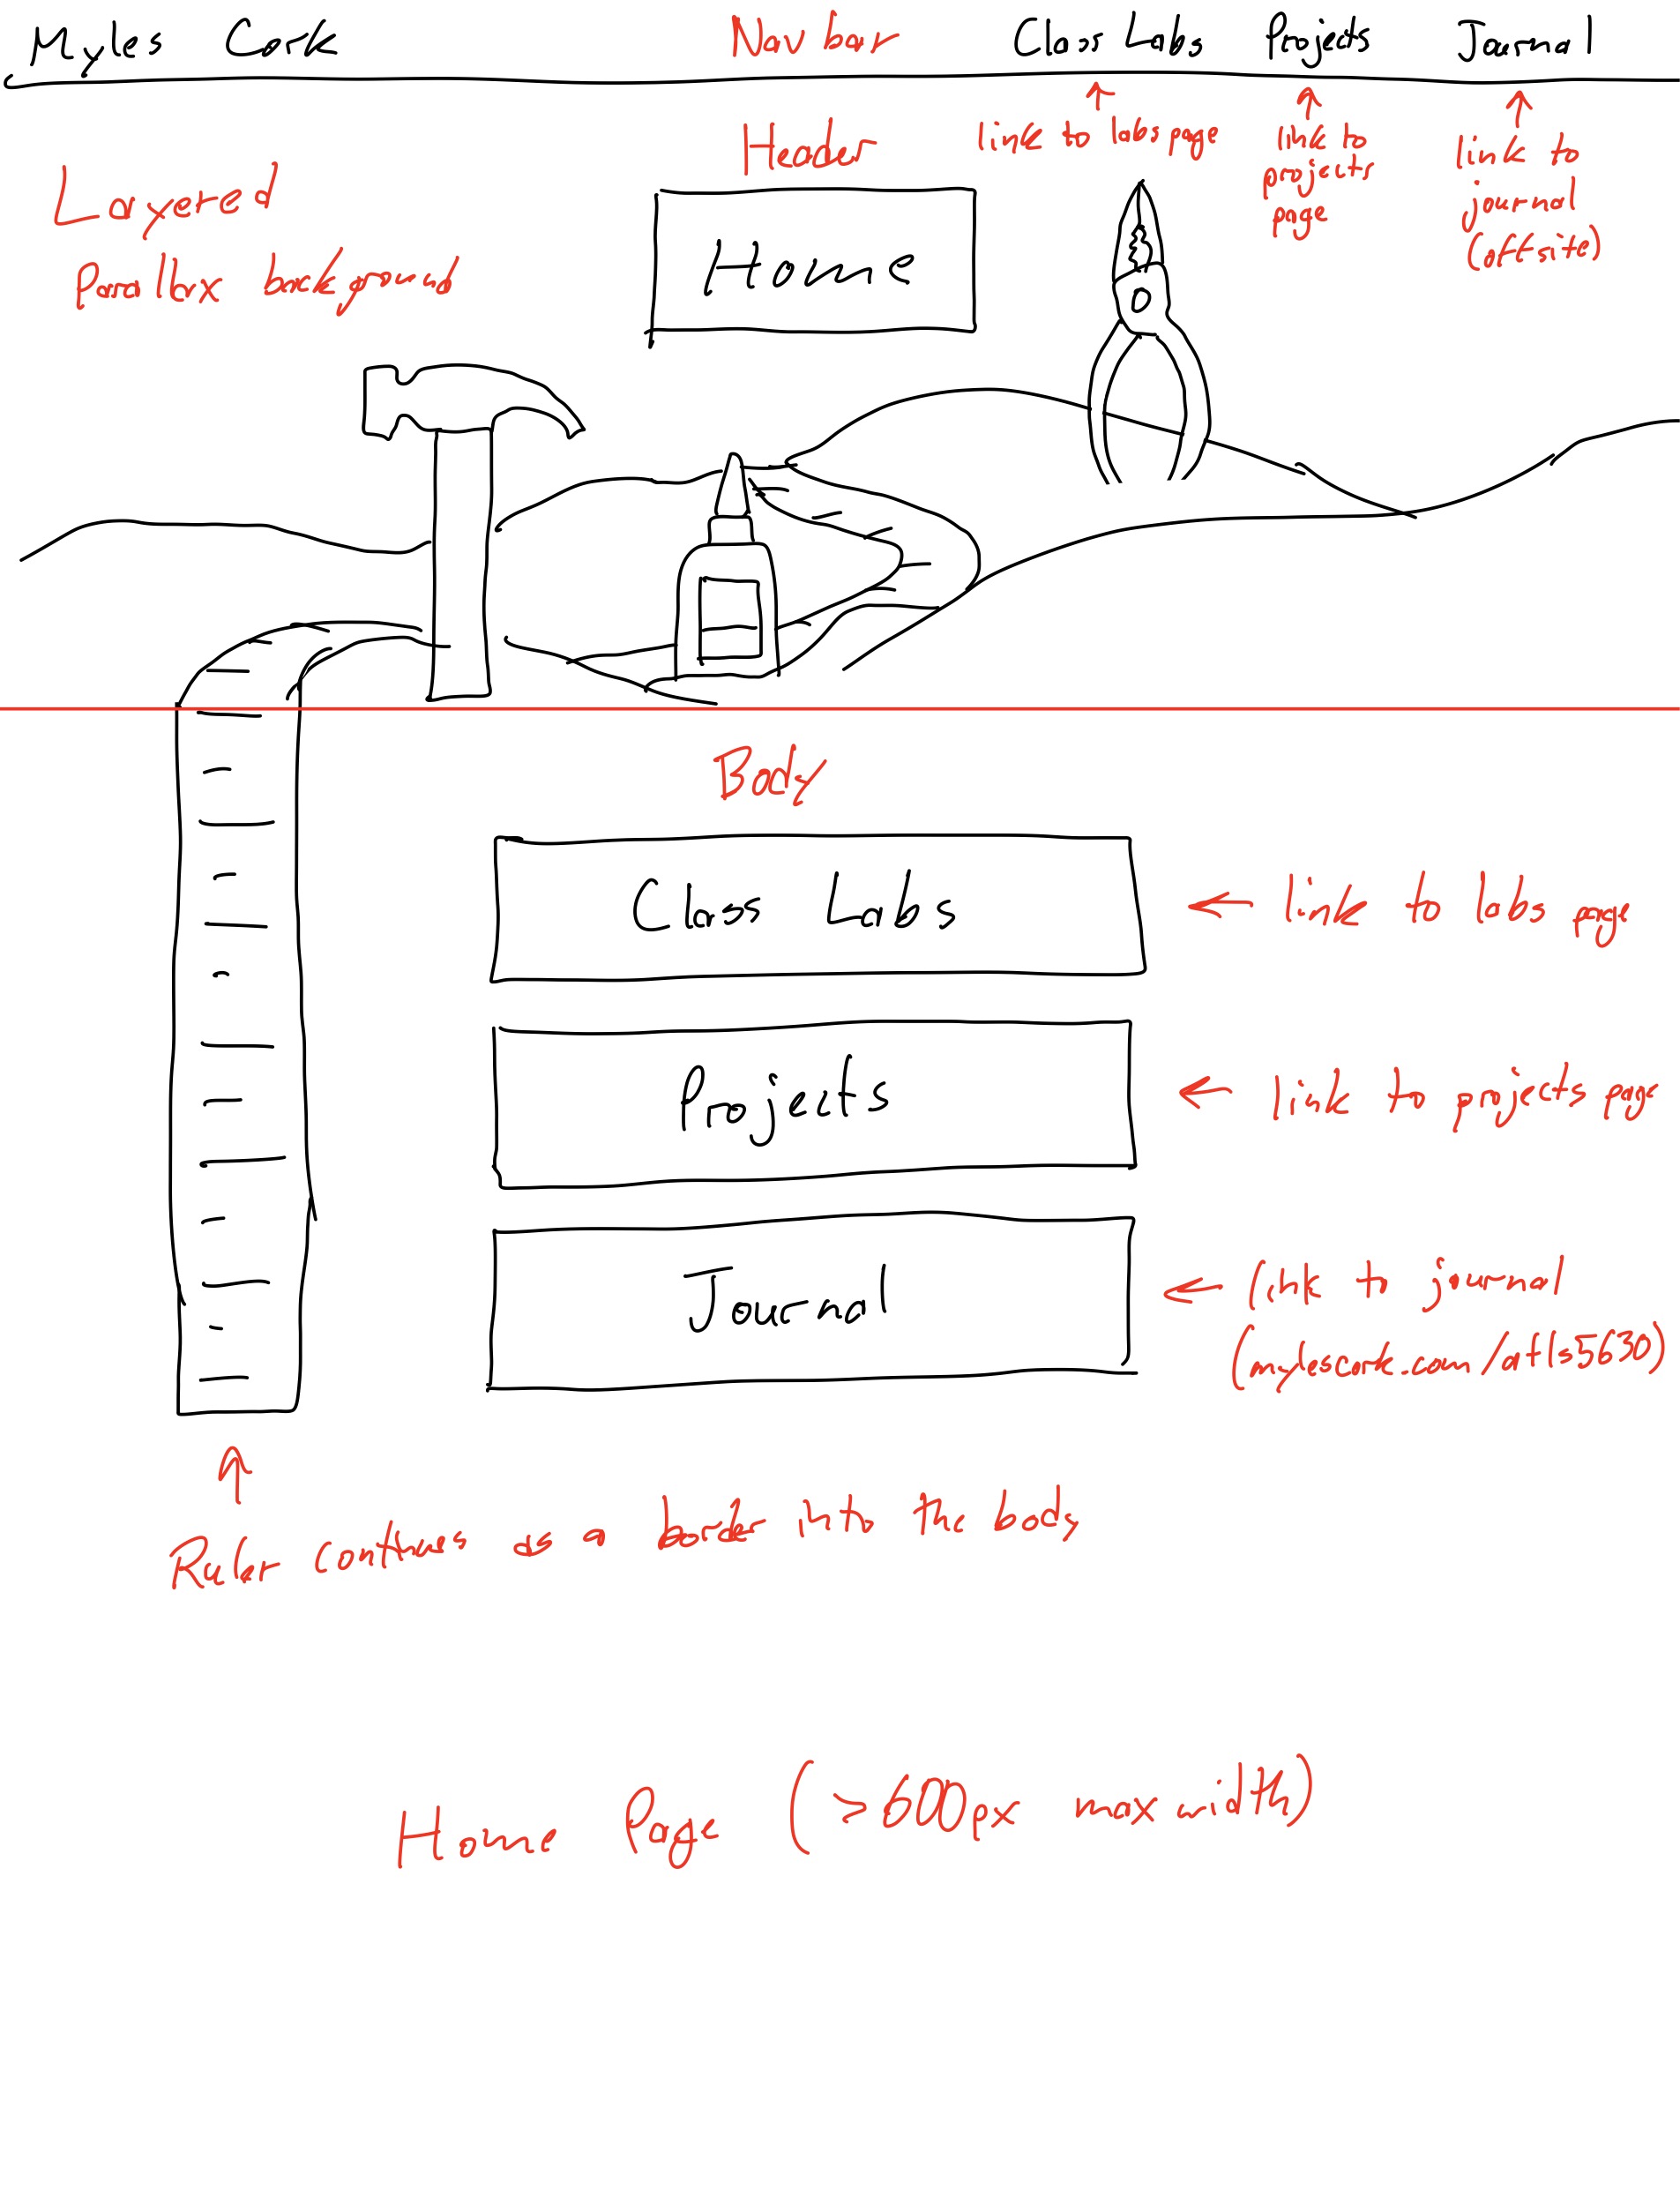 Myles Cork Nav bar Class Labs Projects Journal
Header
link to labs page
link to
projects
page
link to
journal
(offsite)
Layered
Parallax background
Home
Body
Class Labs
link to labs page
Projects
link to projects page
Journal
link to journal
(mylescork.com/atls5630)
Ruler continues as a border into the body
Home Page (>600px max width)